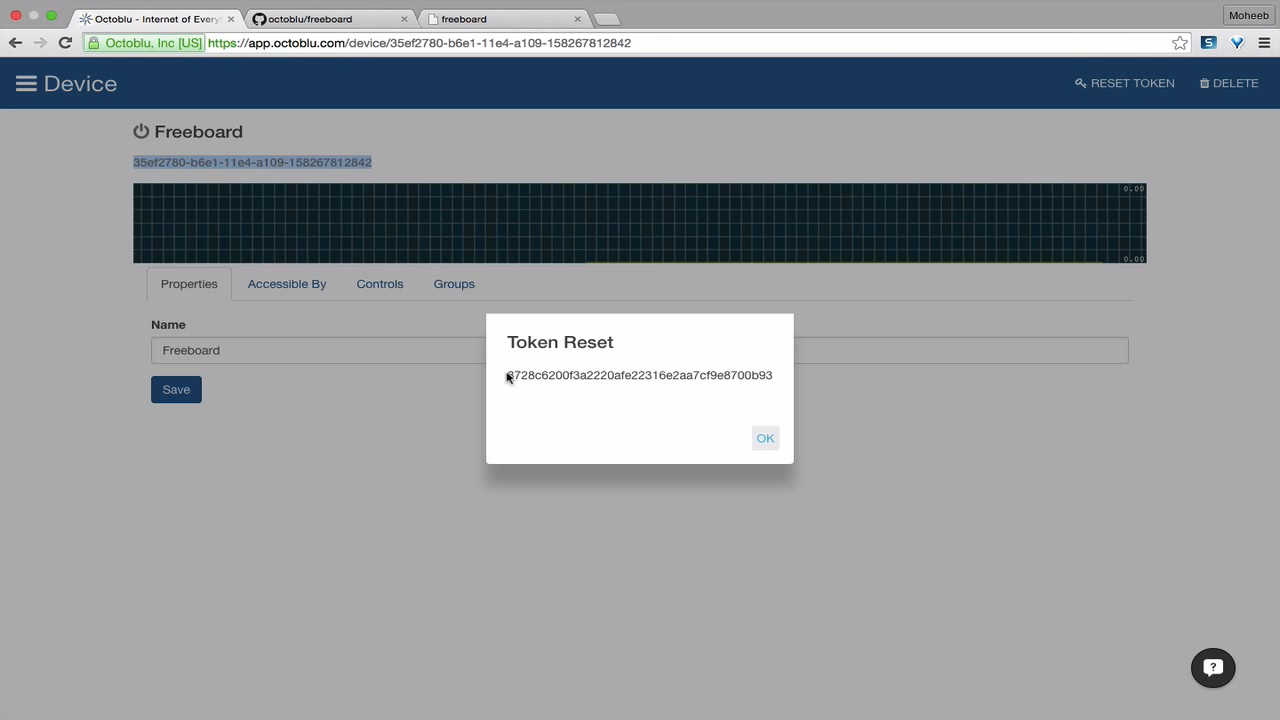 Octoblu - Internet of Every
octoblu/freeboard
freeboard
Moheeb
Octoblu, Inc [US]
https://app.octoblu.com/device/35ef2780-b6e1-11e4-a109-158267812842
Device
RESET TOKEN
DELETE
Freeboard
35ef2780-b6e1-11e4-a109-158267812842
0.00
0.00
Properties
Accessible By
Controls
Groups
Name
Freeboard
Save
Token Reset
OK